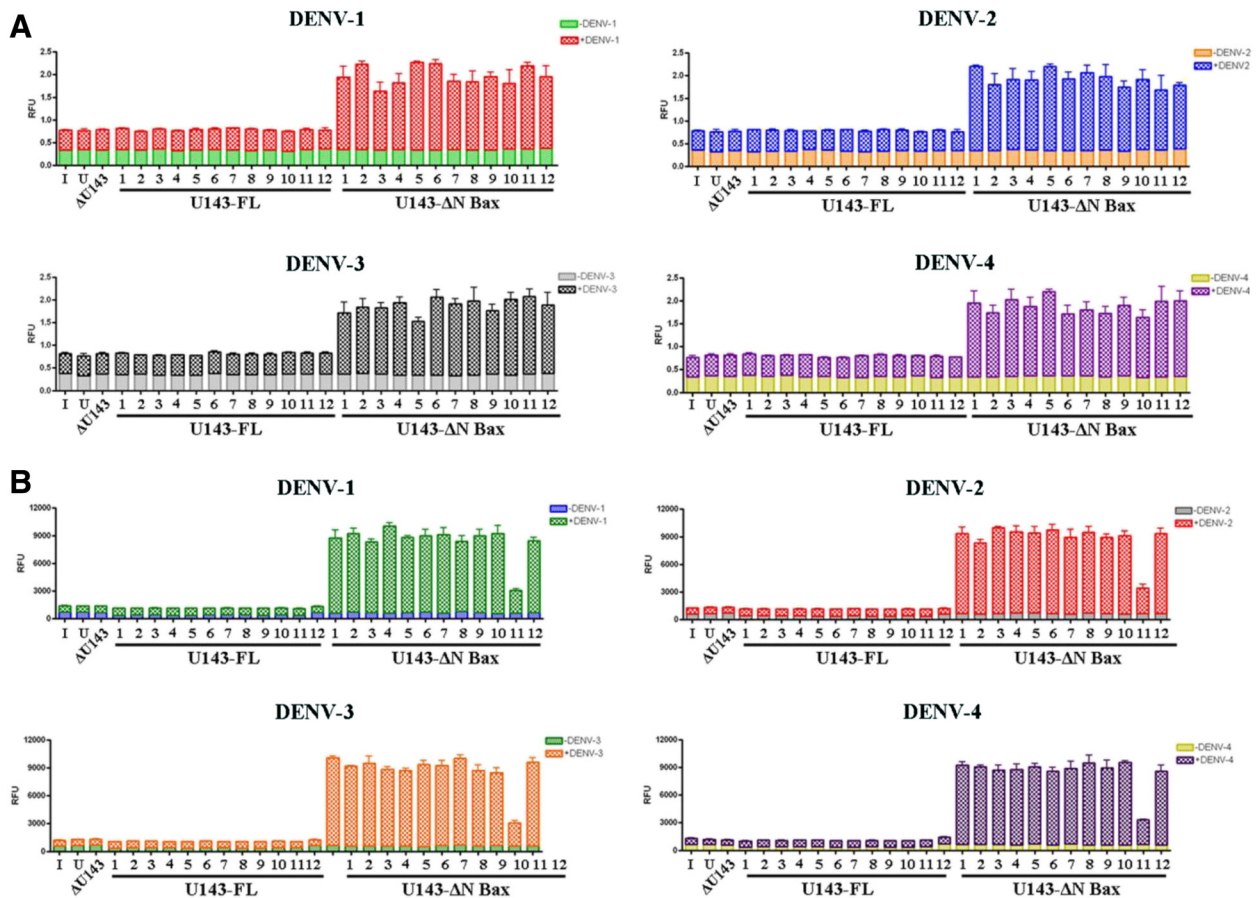 A
DENV-1
-DENV-1
+DENV-1
RFU
2.5
2.0
1.5
1.0
0.5
0.0
I U ΔU143 1 2 3 4 5 6 7 8 9 10 11 12 1 2 3 4 5 6 7 8 9 10 11 12
U143-FL U143-ΔN Bax
DENV-2
-DENV-2
+DENV2
RFU
2.5
2.0
1.5
1.0
0.5
0.0
I U ΔU143 1 2 3 4 5 6 7 8 9 10 11 12 1 2 3 4 5 6 7 8 9 10 11 12
U143-FL U143-ΔN Bax
DENV-3
-DENV-3
+DENV-3
RFU
2.5
2.0
1.5
1.0
0.5
0.0
I U ΔU143 1 2 3 4 5 6 7 8 9 10 11 12 1 2 3 4 5 6 7 8 9 10 11 12
U143-FL U143-ΔN Bax
DENV-4
-DENV-4
+DENV-4
RFU
2.5
2.0
1.5
1.0
0.5
0.0
I U ΔU143 1 2 3 4 5 6 7 8 9 10 11 12 1 2 3 4 5 6 7 8 9 10 11 12
U143-FL U143-ΔN Bax
B
DENV-1
-DENV-1
+DENV-1
RFU
12000
9000
6000
3000
0
I U ΔU143 1 2 3 4 5 6 7 8 9 10 11 12 1 2 3 4 5 6 7 8 9 10 11 12
U143-FL U143-ΔN Bax
DENV-2
-DENV-2
+DENV-2
RFU
12000
9000
6000
3000
0
I U ΔU143 1 2 3 4 5 6 7 8 9 10 11 12 1 2 3 4 5 6 7 8 9 10 11 12
U143-FL U143-ΔN Bax
DENV-3
-DENV-3
+DENV-3
RFU
12000
9000
6000
3000
0
I U ΔU143 1 2 3 4 5 6 7 8 9 10 11 12 1 2 3 4 5 6 7 8 9 10 11 12
U143-FL U143-ΔN Bax
DENV-4
-DENV-4
+DENV-4
RFU
12000
9000
6000
3000
0
I U ΔU143 1 2 3 4 5 6 7 8 9 10 11 12 1 2 3 4 5 6 7 8 9 10 11 12
U143-FL U143-ΔN Bax